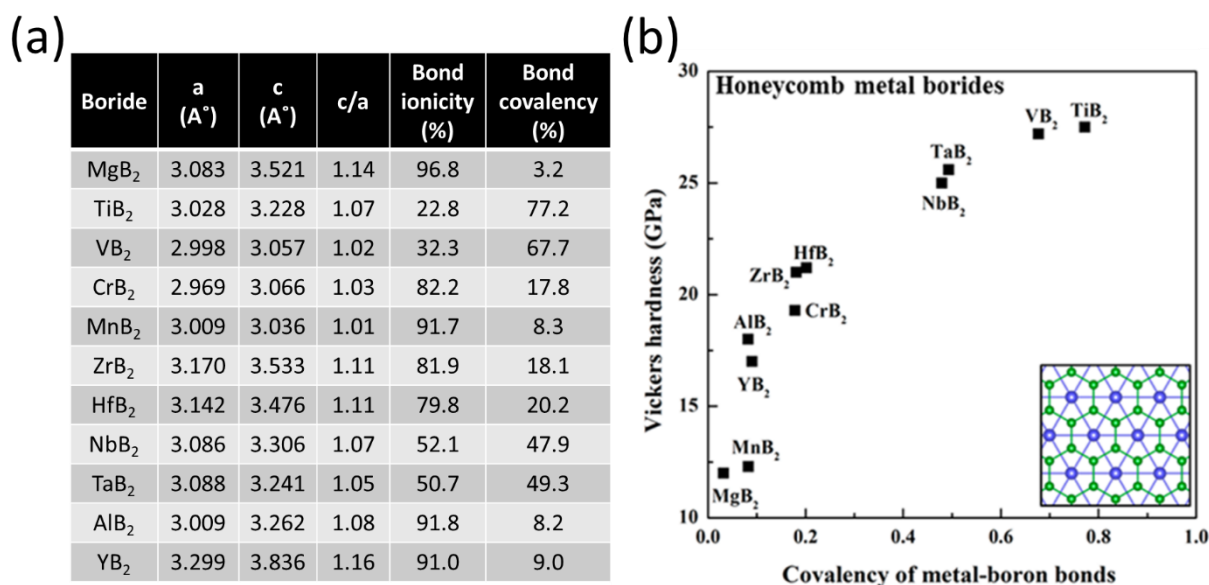 (a)
Boride a (A°) c (A°) c/a Bond ionicity (%) Bond covalency (%)
MgB₂ 3.083 3.521 1.14 96.8 3.2
TiB₂ 3.028 3.228 1.07 22.8 77.2
VB₂ 2.998 3.057 1.02 32.3 67.7
CrB₂ 2.969 3.066 1.03 82.2 17.8
MnB₂ 3.009 3.036 1.01 91.7 8.3
ZrB₂ 3.170 3.533 1.11 81.9 18.1
HfB₂ 3.142 3.476 1.11 79.8 20.2
NbB₂ 3.086 3.306 1.07 52.1 47.9
TaB₂ 3.088 3.241 1.05 50.7 49.3
AlB₂ 3.009 3.262 1.08 91.8 8.2
YB₂ 3.299 3.836 1.16 91.0 9.0
(b)
Honeycomb metal borides
Vickers hardness (GPa)
30
25
20
15
10
VB₂
TiB₂
TaB₂
NbB₂
HfB₂
ZrB₂
CrB₂
AlB₂
YB₂
MnB₂
MgB₂
0.0 0.2 0.4 0.6 0.8 1.0
Covalency of metal-boron bonds